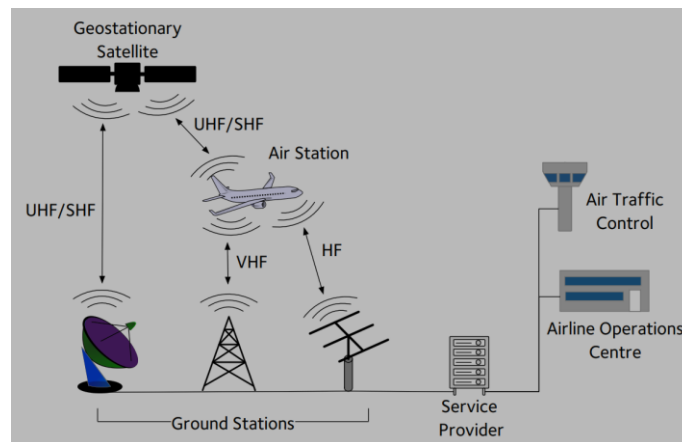 Geostationary
Satellite
UHF/SHF
Air Station
UHF/SHF
VHF
HF
Air Traffic
Control
Airline Operations
Centre
Service
Provider
Ground Stations